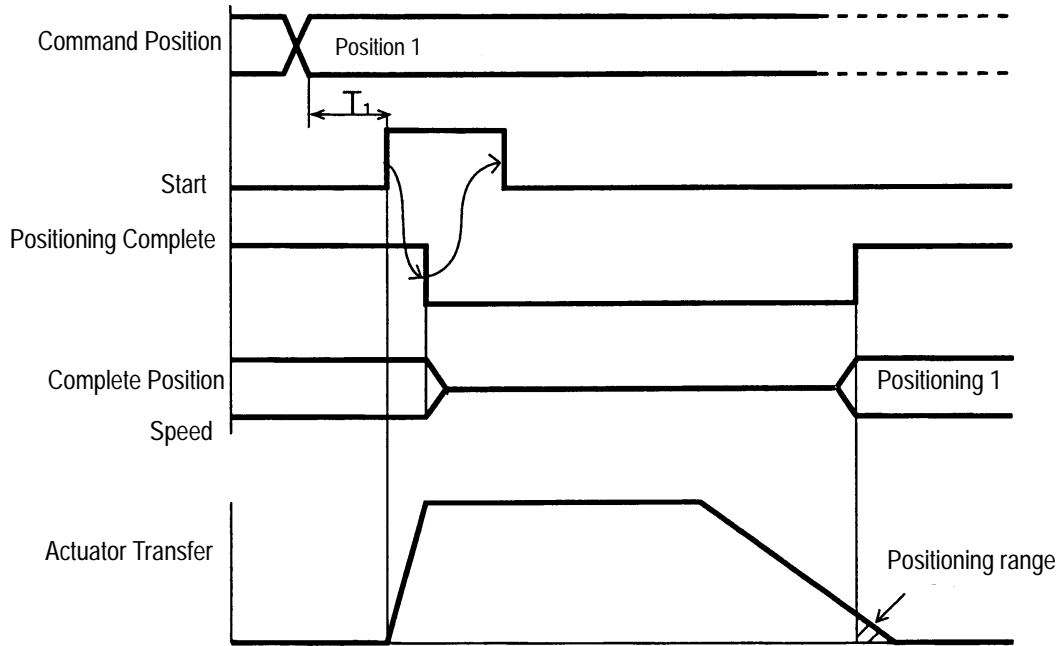 Command Position
Position 1
T1
Start
Positioning Complete
Complete Position
Positioning 1
Speed
Actuator Transfer
Positioning range